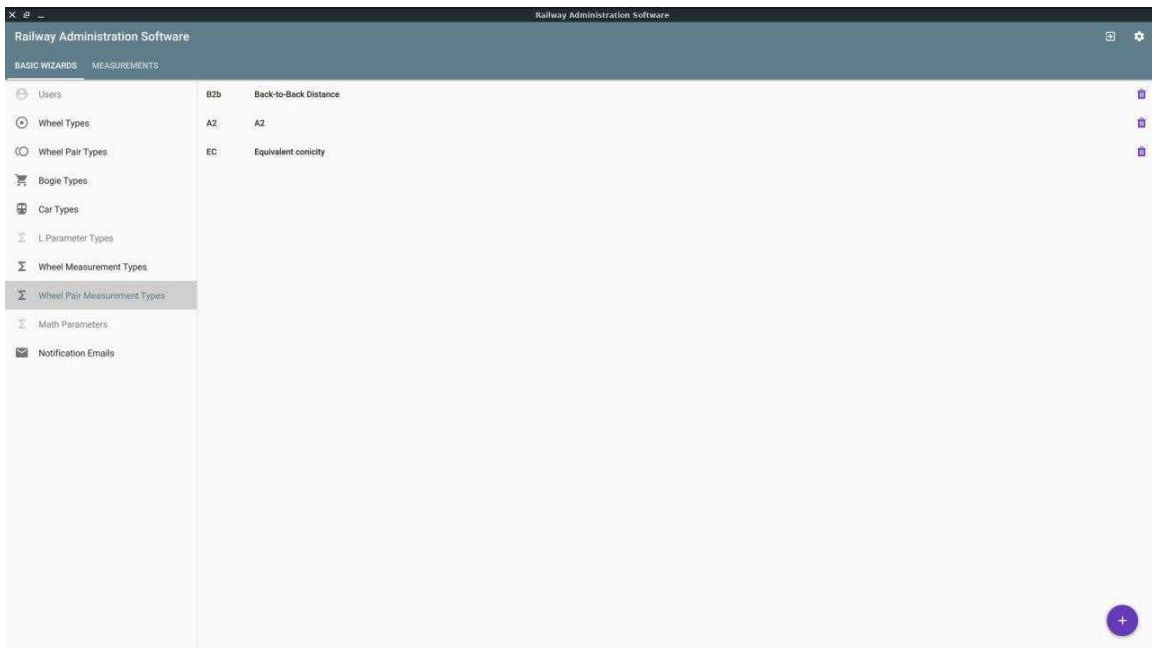 Railway Administration Software
Railway Administration Software
BASIC WIZARDS MEASUREMENTS
Users
Wheel Types
Wheel Pair Types
Bogie Types
Car Types
L Parameter Types
Wheel Measurement Types
Wheel Pair Measurement Types
Math Parameters
Notification Emails
B2b Back-to-Back Distance
A2 A2
EC Equivalent conicity